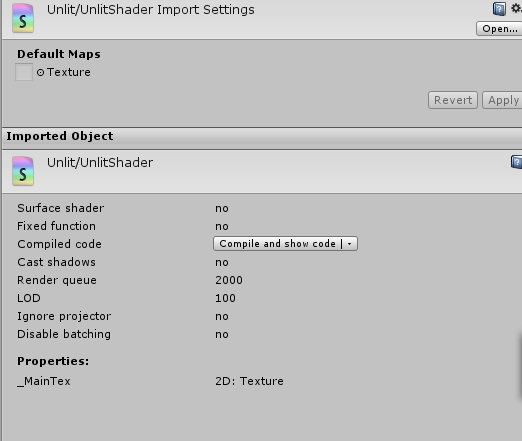 Unlit/UnlitShader Import Settings
Open...
Default Maps
Texture
Revert Apply
Imported Object
Unlit/UnlitShader
Surface shader no
Fixed function no
Compiled code Compile and show code
Cast shadows no
Render queue 2000
LOD 100
Ignore projector no
Disable batching no
Properties:
_MainTex 2D: Texture